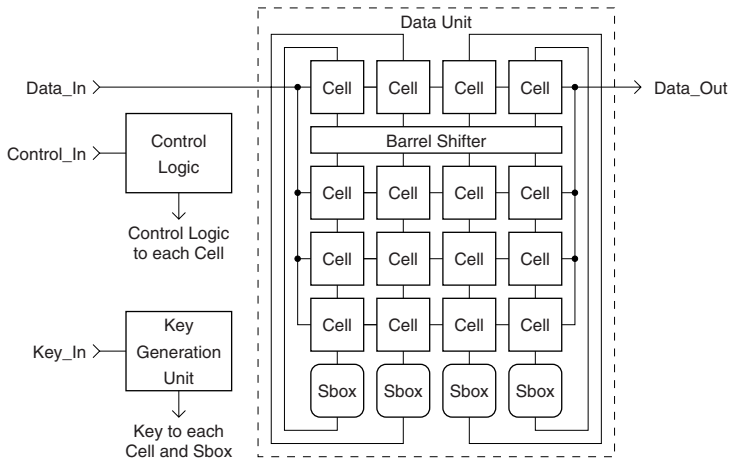 Data Unit
Data_In
Cell Cell Cell Cell
Data_Out
Control_In
Control
Logic
Barrel Shifter
Cell Cell Cell Cell
Control Logic
to each Cell
Cell Cell Cell Cell
Key_In
Key
Generation
Unit
Cell Cell Cell Cell
Sbox Sbox Sbox Sbox
Key to each
Cell and Sbox